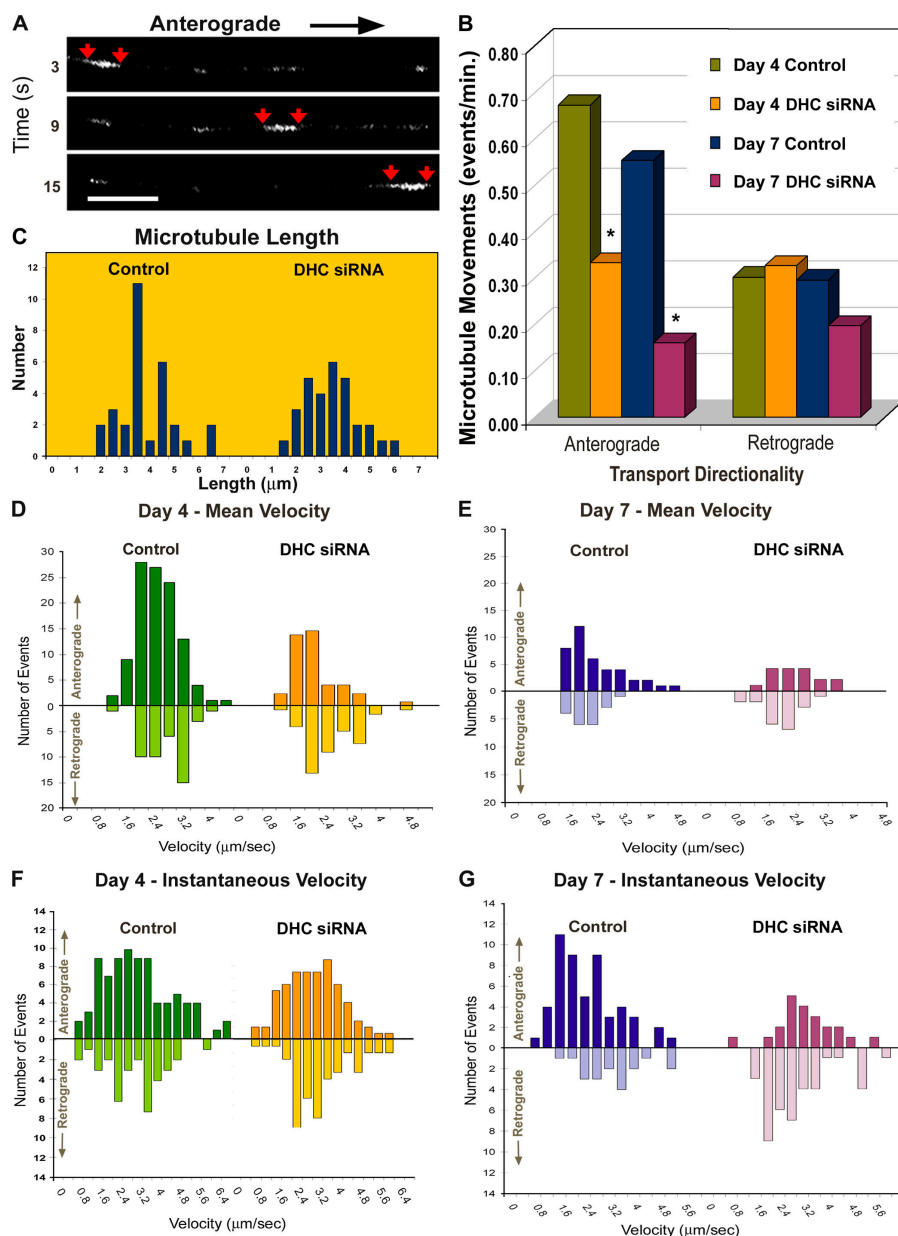 A
Anterograde
Time (s)
3
9
15
B
Microtubule Movements (events/min.)
0.80
0.70
0.60
0.50
0.40
0.30
0.20
0.10
0.00
Day 4 Control
Day 4 DHC siRNA
Day 7 Control
Day 7 DHC siRNA
*
*
Anterograde
Retrograde
Transport Directionality
C
Microtubule Length
Control
DHC siRNA
Number
12
10
8
6
4
2
0
0 1 2 3 4 5 6 7 0 1 2 3 4 5 6 7
Length (μm)
D
Day 4 - Mean Velocity
Control
DHC siRNA
Number of Events
Retrograde
Anterograde
30
25
20
15
10
5
0
5
10
15
20
0 0.8 1.6 2.4 3.2 4 0 0.8 1.6 2.4 3.2 4 4.8
Velocity (μm/sec)
E
Day 7 - Mean Velocity
Control
DHC siRNA
Number of Events
Retrograde
Anterograde
30
25
20
15
10
5
0
5
10
15
20
0 0.8 1.6 2.4 3.2 4 4.8 0 0.8 1.6 2.4 3.2 4 4.8
Velocity (μm/sec)
F
Day 4 - Instantaneous Velocity
Control
DHC siRNA
Number of Events
Retrograde
Anterograde
14
12
10
8
6
4
2
0
2
4
6
8
10
12
14
0 0.8 1.6 2.4 3.2 4 4.8 5.6 6.4 0 0.8 1.6 2.4 3.2 4 4.8 5.6 6.4
Velocity (μm/sec)
G
Day 7 - Instantaneous Velocity
Control
DHC siRNA
Number of Events
Retrograde
Anterograde
14
12
10
8
6
4
2
0
2
4
6
8
10
12
14
0 0.8 1.6 2.4 3.2 4 4.8 5.6 0 0.8 1.6 2.4 3.2 4 4.8 5.6
Velocity (μm/sec)